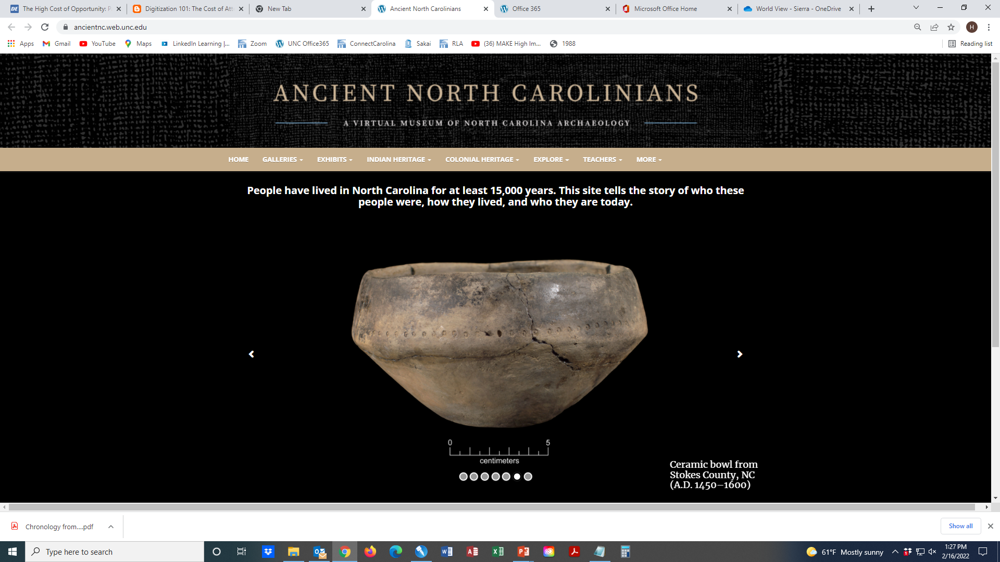 The High Cost of Opportunity: P
Digitization 101: The Cost of Att
New Tab
Ancient North Carolinians
Office 365
Microsoft Office Home
World View - Sierra - OneDrive
ancientnc.web.unc.edu
H
Apps
Gmail
YouTube
Maps
LinkedIn Learning |...
Zoom
UNC Office365
ConnectCarolina
Sakai
RLA
(36) MAKE High Im...
1988
Reading list
ANCIENT NORTH CAROLINIANS
A VIRTUAL MUSEUM OF NORTH CAROLINA ARCHAEOLOGY
HOME GALLERIES EXHIBITS INDIAN HERITAGE COLONIAL HERITAGE EXPLORE TEACHERS MORE
People have lived in North Carolina for at least 15,000 years. This site tells the story of who these
people were, how they lived, and who they are today.
0 5
centimeters
Ceramic bowl from
Stokes County, NC
(A.D. 1450–1600)
Chronology from....pdf
Show all
Type here to search
61°F Mostly sunny
1:27 PM
2/16/2022